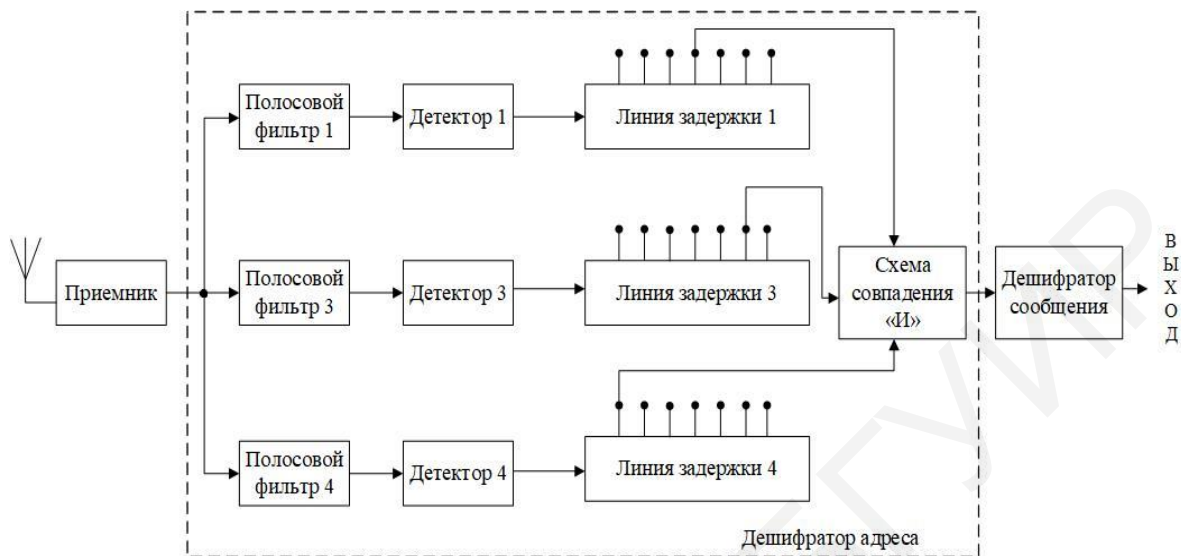 Полосовой
фильтр 1
Детектор 1
Линия задержки 1
Приемник
Полосовой
фильтр 3
Детектор 3
Линия задержки 3
Схема
совпадения
«И»
Дешифратор
сообщения
В
Ы
Х
О
Д
Полосовой
фильтр 4
Детектор 4
Линия задержки 4
Дешифратор адреса
ГУИР